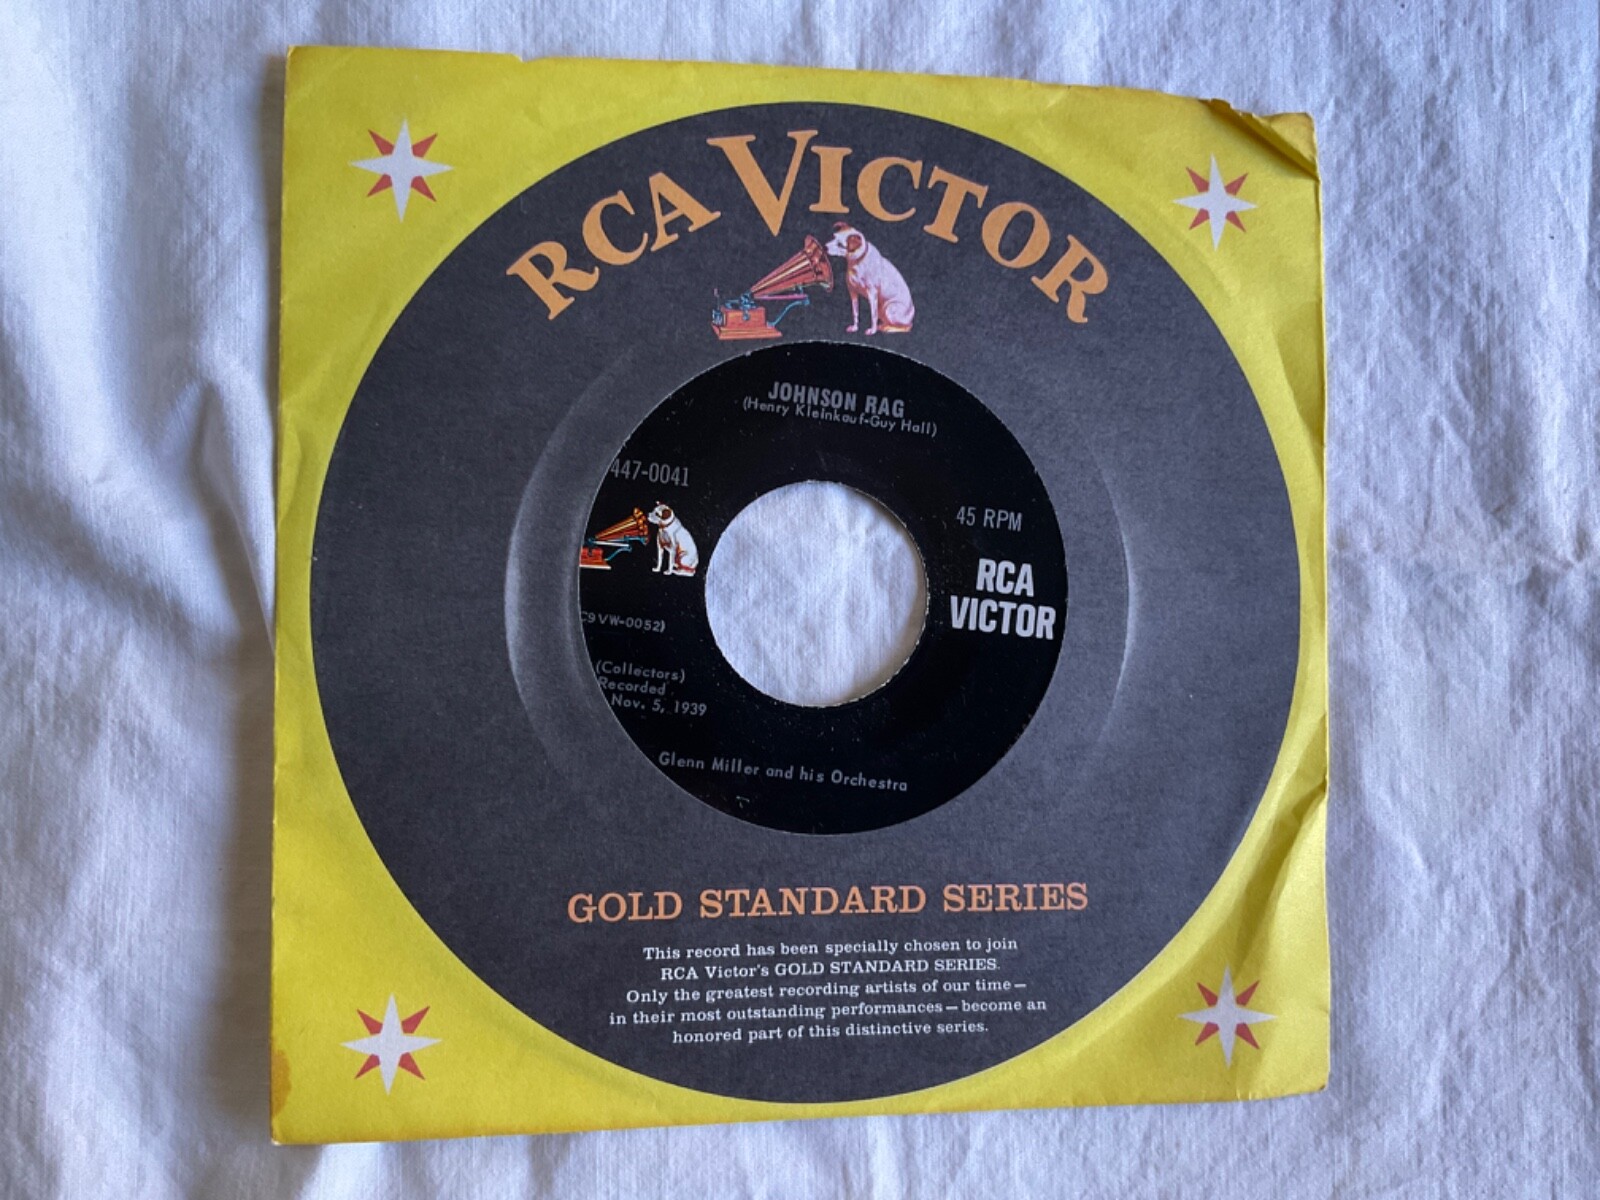 RCA VICTOR
JOHNSON RAG
(Henry Kleinkauf-Guy Hall)
447-0041
45 RPM
RCA
VICTOR
C9VW-0052)
(Collectors)
Recorded
Nov. 5, 1939
Glenn Miller and his Orchestra
GOLD STANDARD SERIES
This record has been specially chosen to join
RCA Victor's GOLD STANDARD SERIES.
Only the greatest recording artists of our time—
in their most outstanding performances—become an
honored part of this distinctive series.